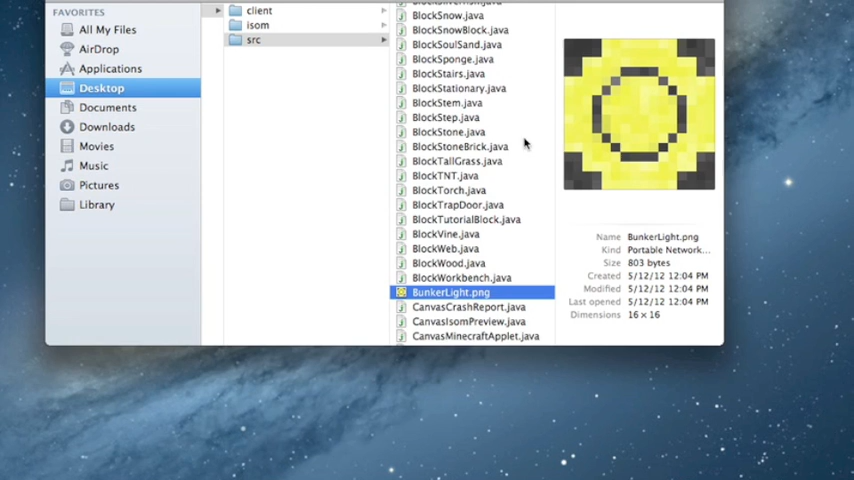 FAVORITES
All My Files
AirDrop
Applications
Desktop
Documents
Downloads
Movies
Music
Pictures
Library
client
isom
src
BlockSnow.java
BlockSnowBlock.java
BlockSoulSand.java
BlockSponge.java
BlockStairs.java
BlockStationary.java
BlockStem.java
BlockStep.java
BlockStone.java
BlockStoneBrick.java
BlockTallGrass.java
BlockTNT.java
BlockTorch.java
BlockTrapDoor.java
BlockTutorialBlock.java
BlockVine.java
BlockWeb.java
BlockWood.java
BlockWorkbench.java
BunkerLight.png
CanvasCrashReport.java
CanvasIsomPreview.java
CanvasMinecraftApplet.java
Name BunkerLight.png
Kind Portable Network...
Size 803 bytes
Created 5/12/12 12:04 PM
Modified 5/12/12 12:04 PM
Last opened 5/12/12 12:04 PM
Dimensions 16 × 16